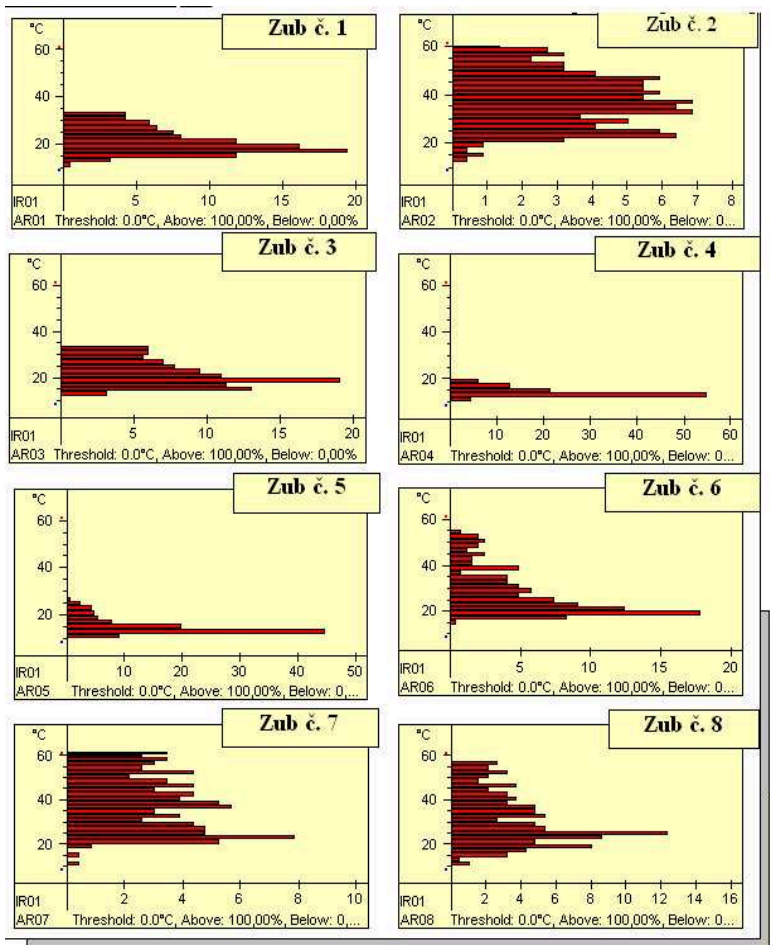 Zub č. 1
°C
60
40
20
5 10 15 20
IR01
AR01 Threshold: 0.0°C, Above: 100,00%, Below: 0,00%
Zub č. 2
°C
60
40
20
1 2 3 4 5 6 7 8
IR01
AR02 Threshold: 0.0°C, Above: 100,00%, Below: 0...
Zub č. 3
°C
60
40
20
5 10 15 20
IR01
AR03 Threshold: 0.0°C, Above: 100,00%, Below: 0,00%
Zub č. 4
°C
60
40
20
10 20 30 40 50 60
IR01
AR04 Threshold: 0.0°C, Above: 100,00%, Below: 0...
Zub č. 5
°C
60
40
20
10 20 30 40 50
IR01
AR05 Threshold: 0.0°C, Above: 100,00%, Below: 0,...
Zub č. 6
°C
60
40
20
5 10 15 20
IR01
AR06 Threshold: 0.0°C, Above: 100,00%, Below: 0...
Zub č. 7
°C
60
40
20
2 4 6 8 10
IR01
AR07 Threshold: 0.0°C, Above: 100,00%, Below: 0,...
Zub č. 8
°C
60
40
20
2 4 6 8 10 12 14 16
IR01
AR08 Threshold: 0.0°C, Above: 100,00%, Below: 0,...